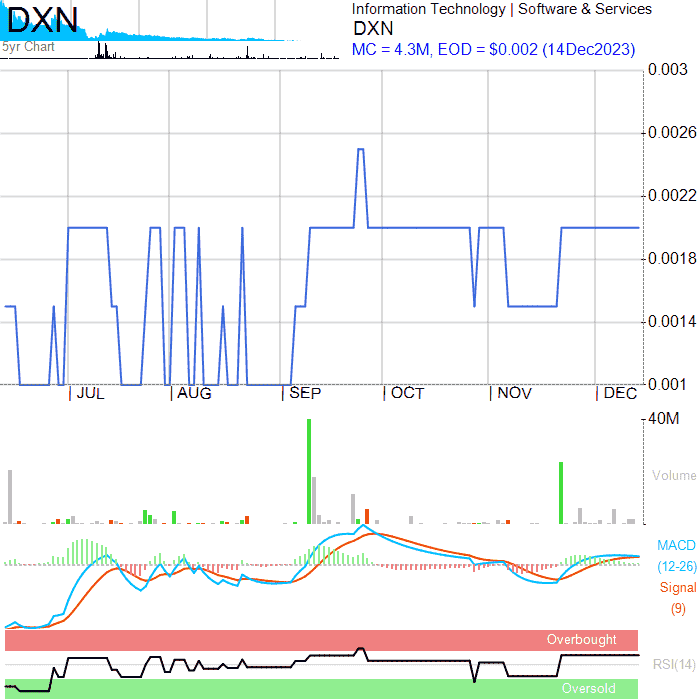 DXN
5yr Chart
Information Technology | Software & Services
DXN
MC = 4.3M, EOD = $0.002 (14Dec2023)
0.003
0.0026
0.0022
0.0018
0.0014
0.001
JUL
AUG
SEP
OCT
NOV
DEC
40M
Volume
MACD
(12-26)
Signal
(9)
Overbought
RSI(14)
Oversold